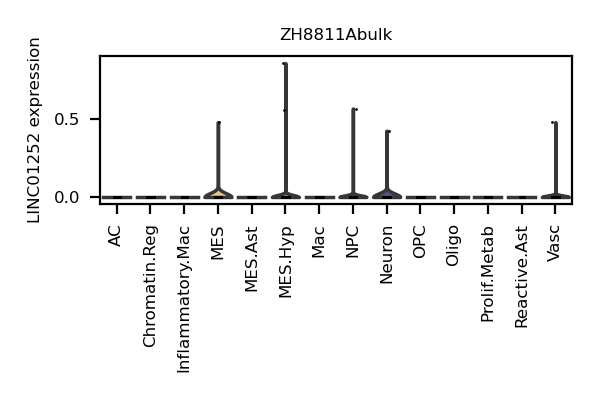 ZH8811Abulk
LINC01252 expression
0.5
0.0
AC
Chromatin.Reg
Inflammatory.Mac
MES
MES.Ast
MES.Hyp
Mac
NPC
Neuron
OPC
Oligo
Prolif.Metab
Reactive.Ast
Vasc